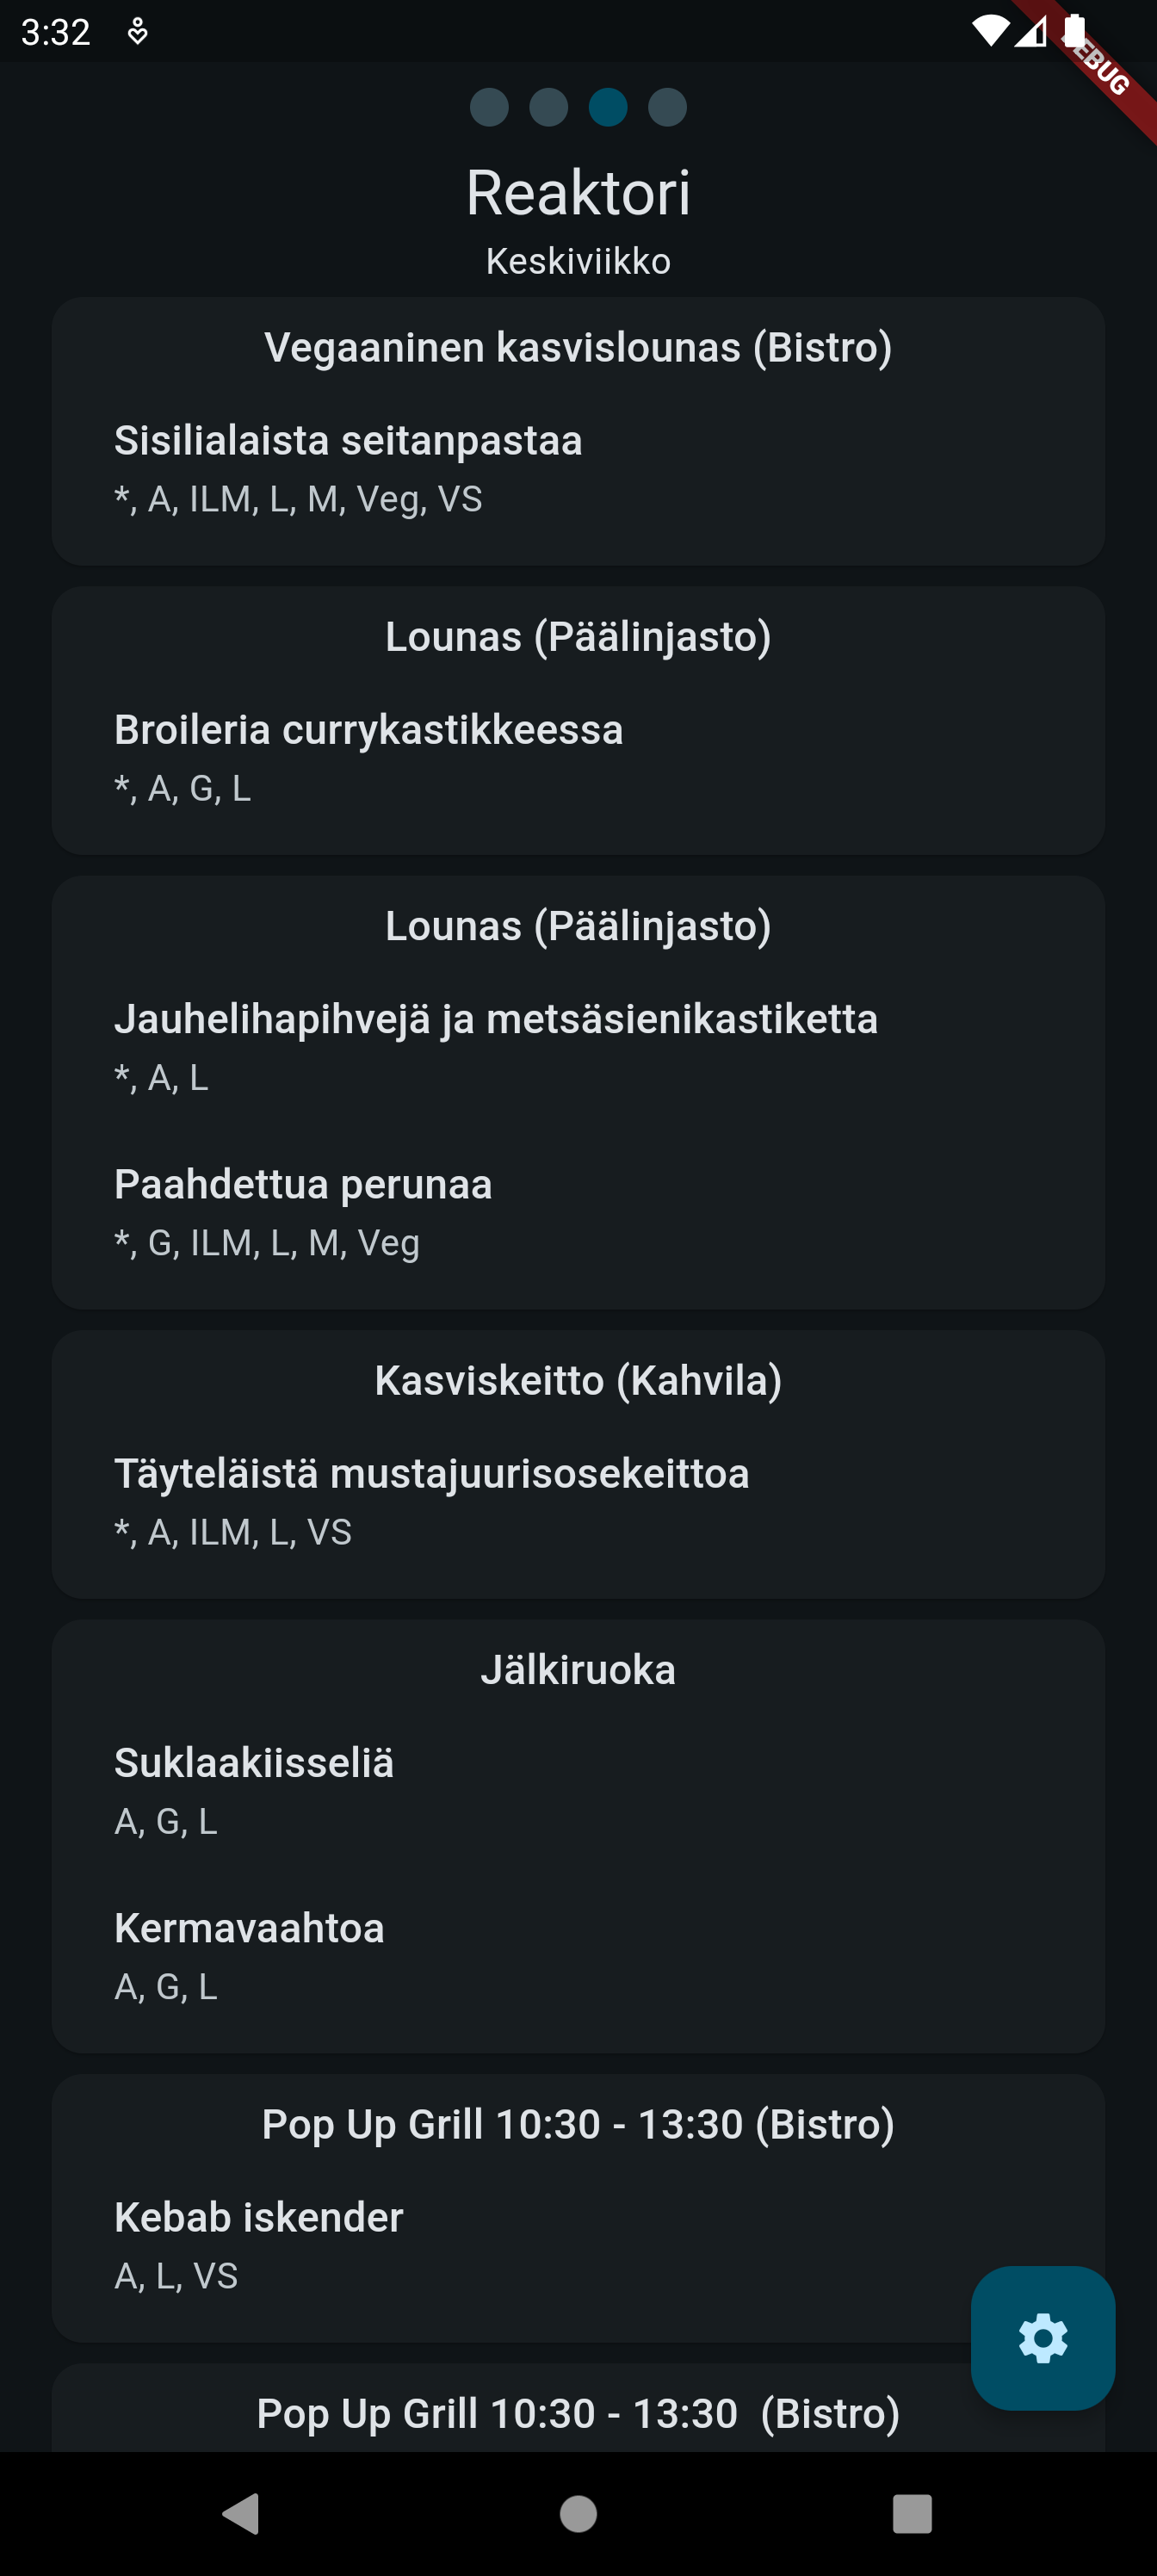 3:32
DEBUG
Reaktori
Keskiviikko
Vegaaninen kasvislounas (Bistro)
Sisilialaista seitanpastaa
*, A, ILM, L, M, Veg, VS
Lounas (Päälinjasto)
Broileria currykastikkeessa
*, A, G, L
Lounas (Päälinjasto)
Jauhelihapihvejä ja metsäsienikastiketta
*, A, L
Paahdettua perunaa
*, G, ILM, L, M, Veg
Kasviskeitto (Kahvila)
Täyteläistä mustajuurisosekeittoa
*, A, ILM, L, VS
Jälkiruoka
Suklaakiisseliä
A, G, L
Kermavaahtoa
A, G, L
Pop Up Grill 10:30 - 13:30 (Bistro)
Kebab iskender
A, L, VS
Pop Up Grill 10:30 - 13:30  (Bistro)